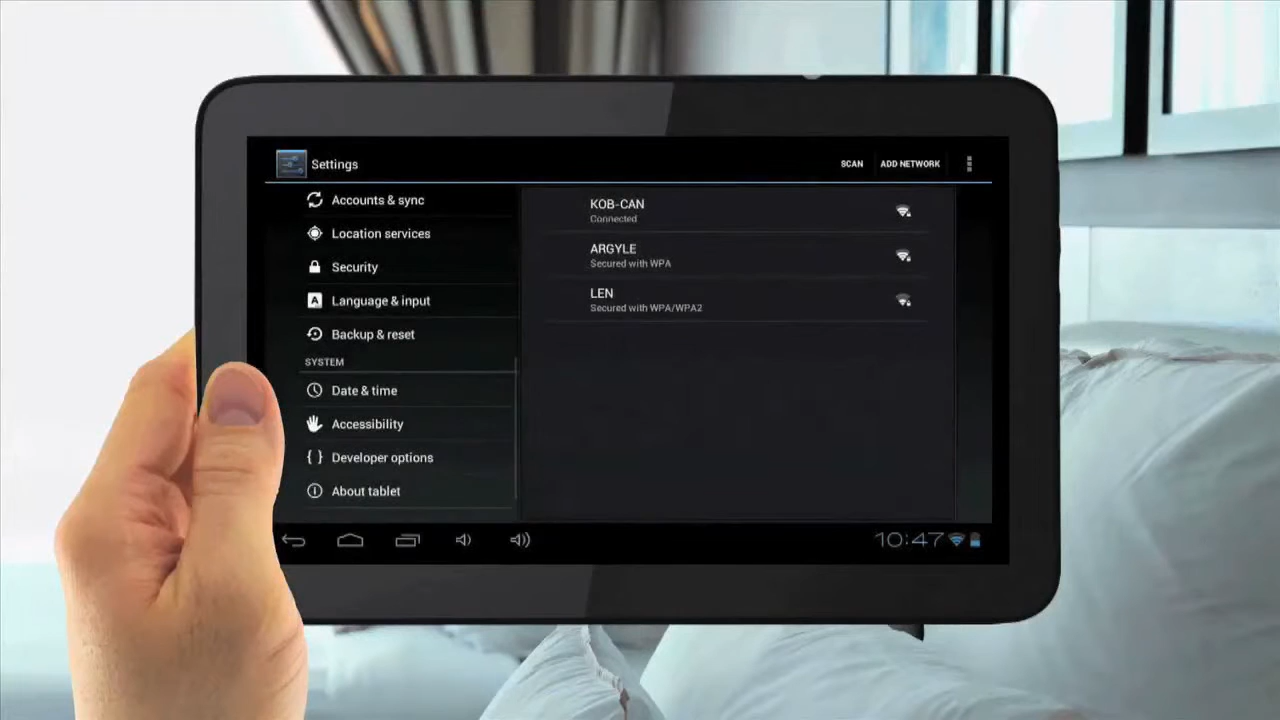 Settings
SCAN
ADD NETWORK
Accounts & sync
Location services
Security
A
Language & input
Backup & reset
SYSTEM
Date & time
Accessibility
{ } Developer options
About tablet
KOB-CAN
Connected
ARGYLE
Secured with WPA
LEN
Secured with WPA/WPA2
10:47